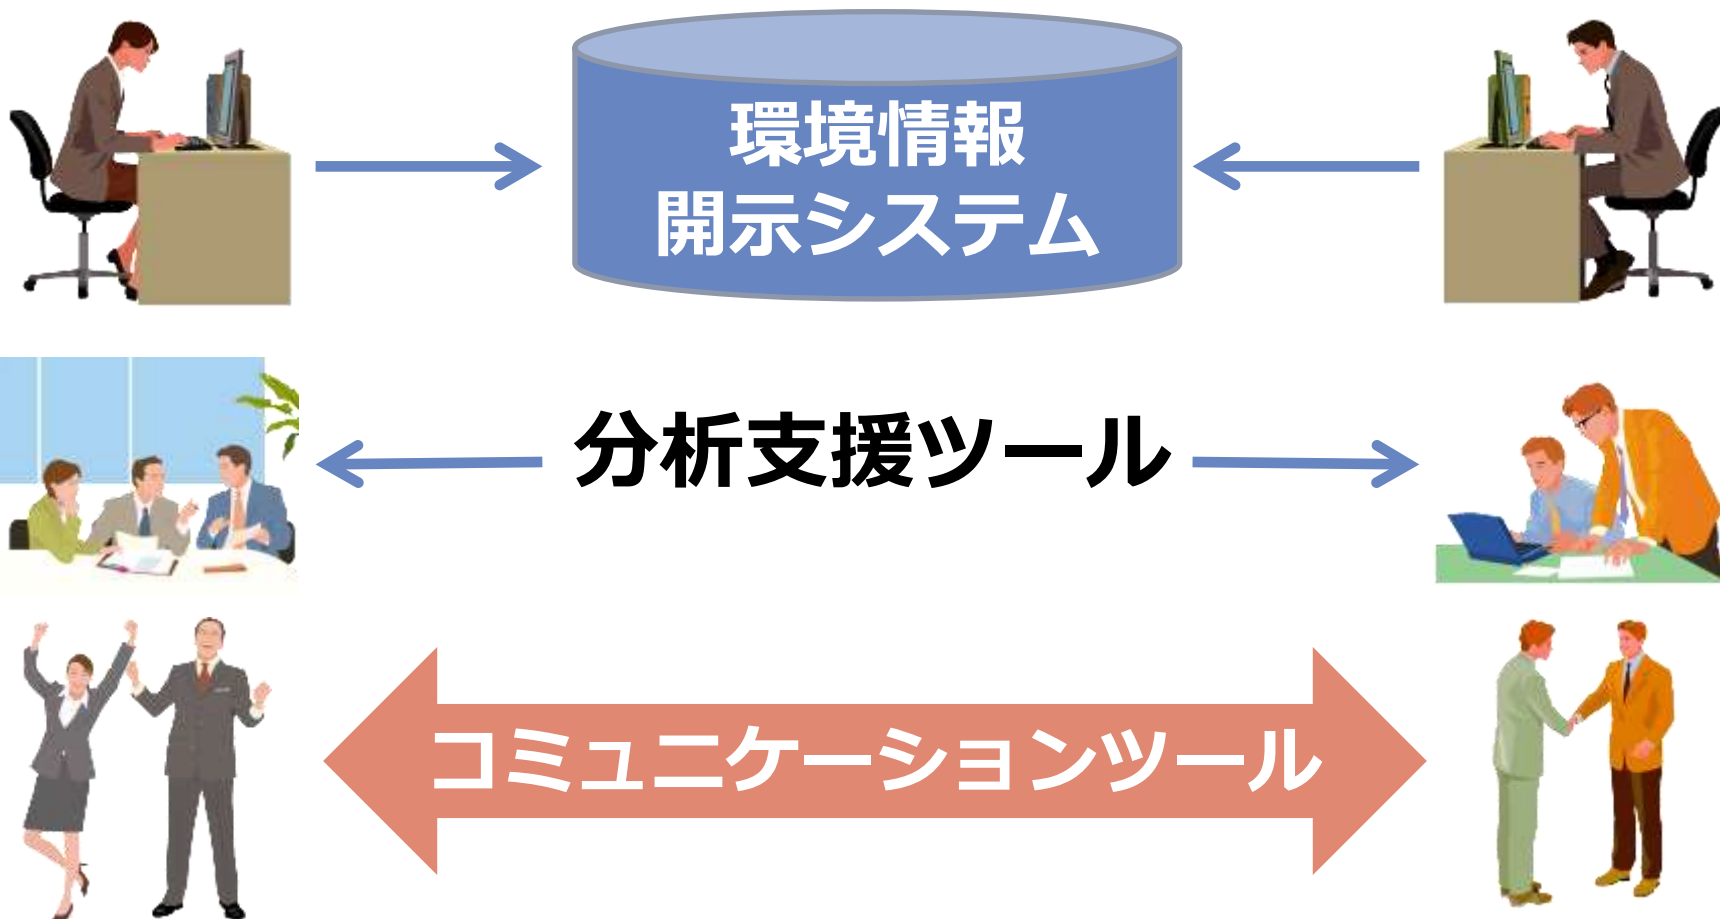 環境情報
開示システム
分析支援ツール
コミュニケーションツール